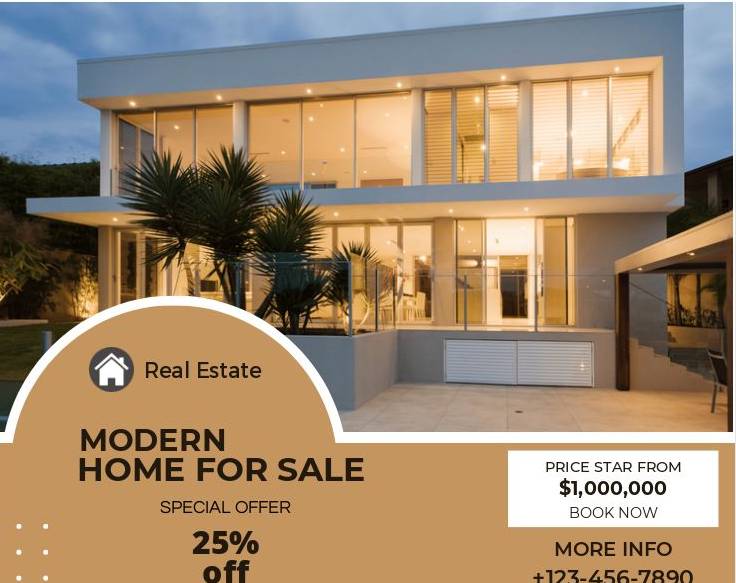 Real Estate
MODERN
HOME FOR SALE
SPECIAL OFFER
25%
off
PRICE STAR FROM
$1,000,000
BOOK NOW
MORE INFO
+123-456-7890